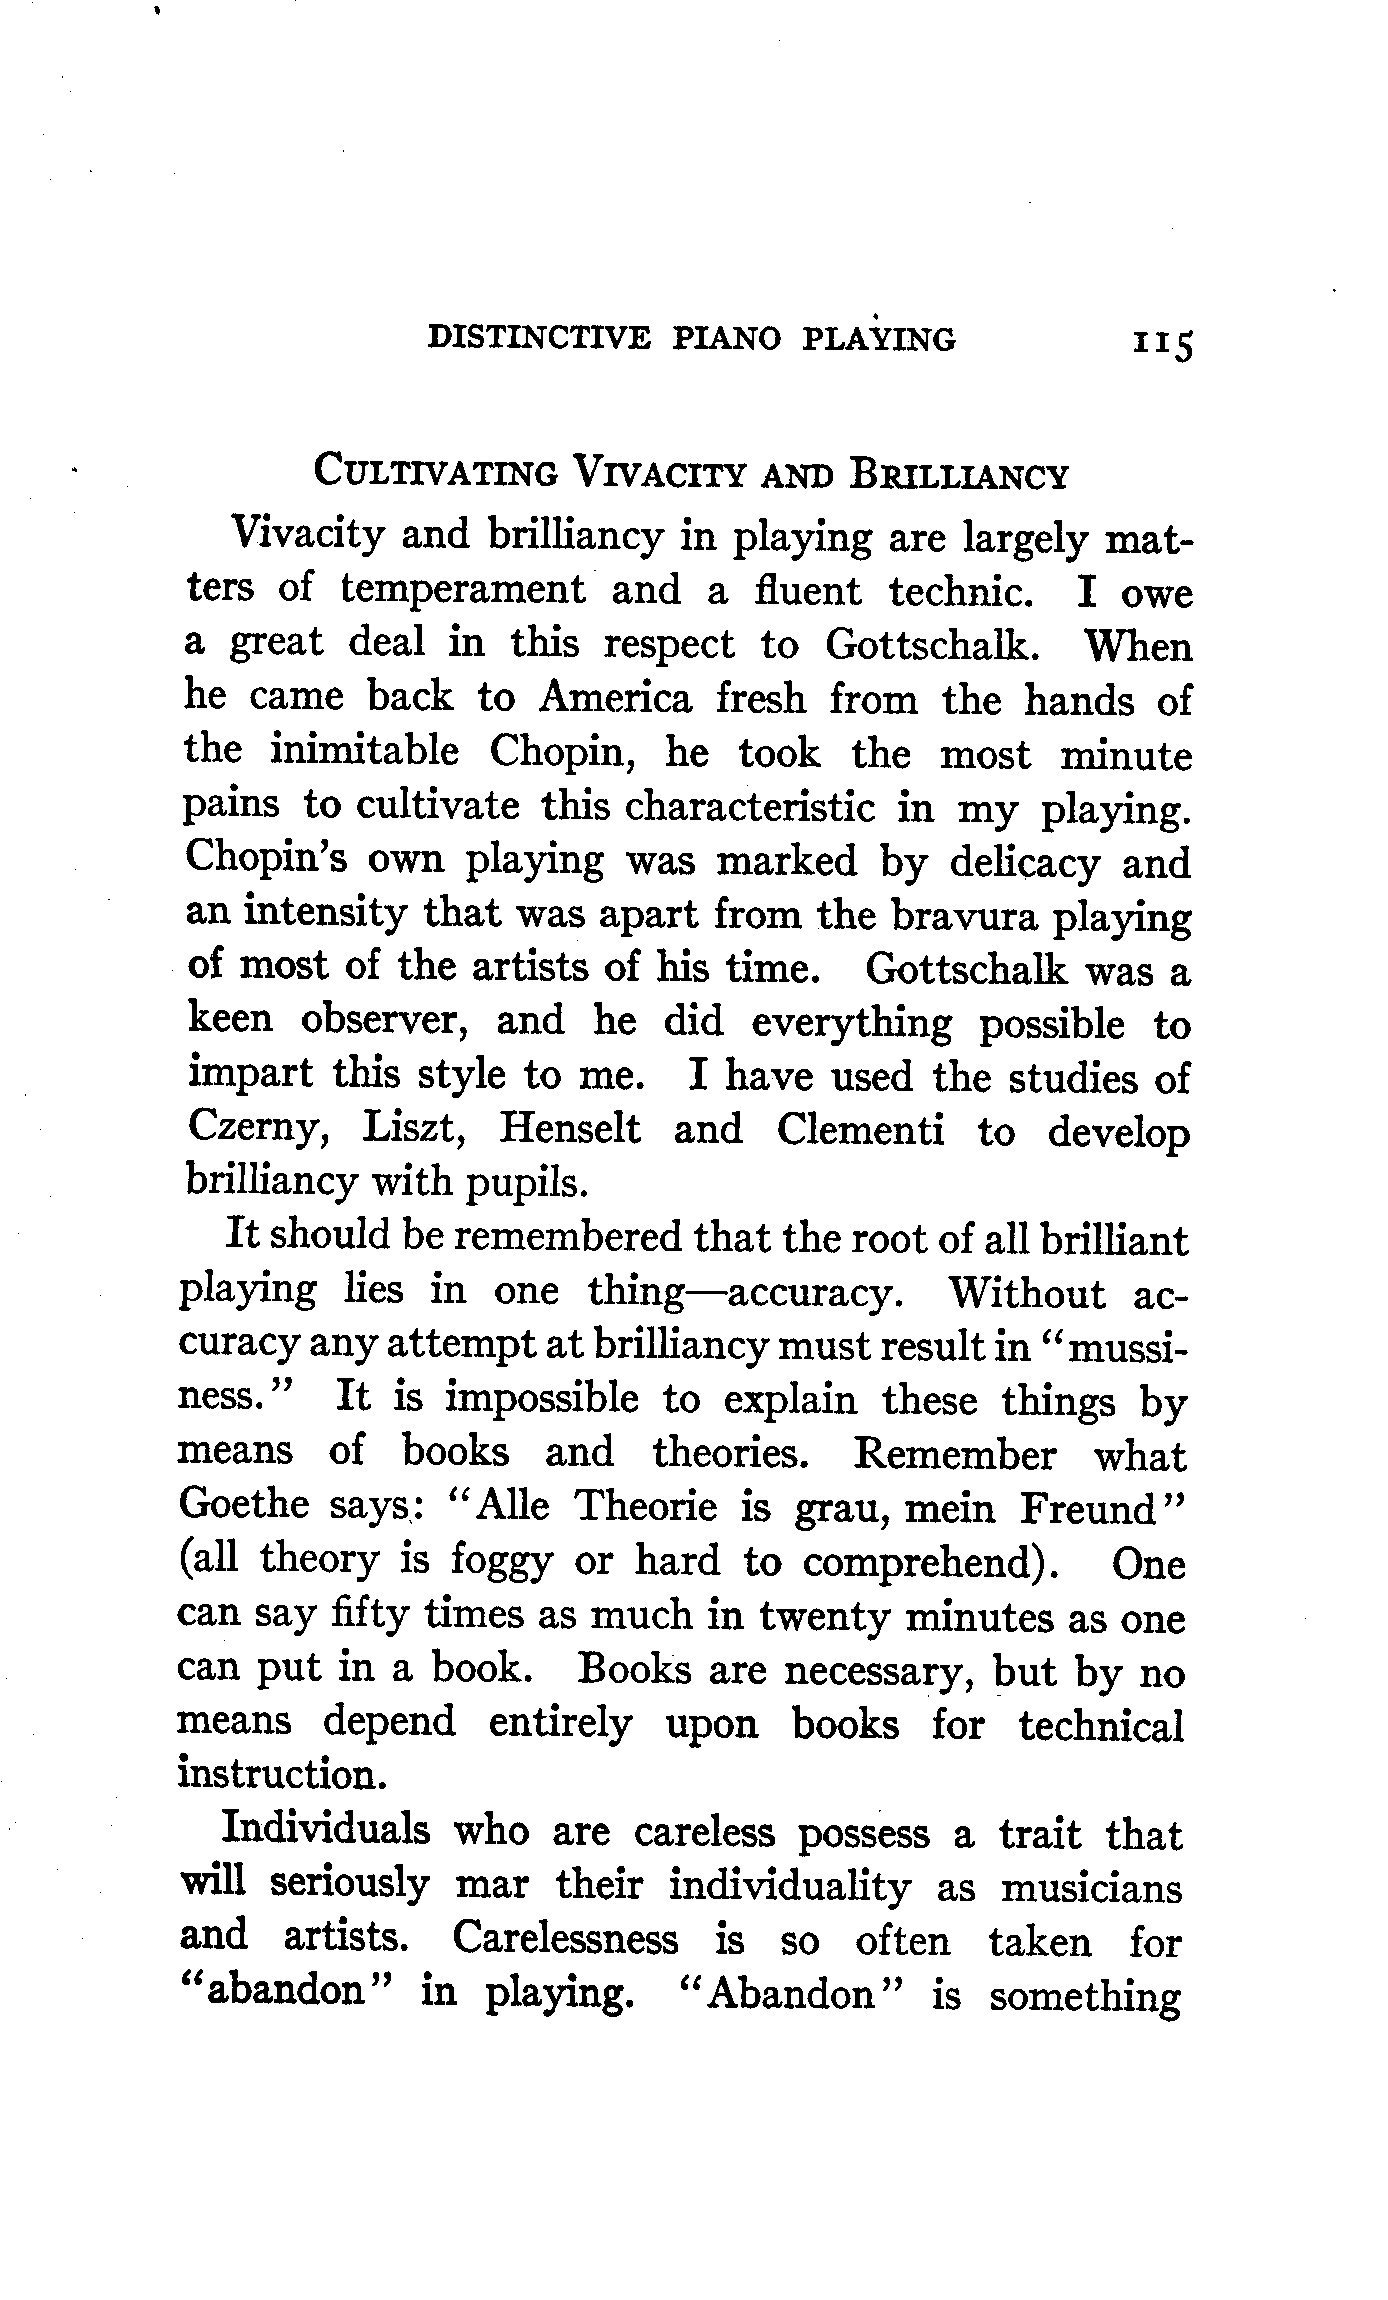 DISTINCTIVE PIANO PLAYING 115
CULTIVATING VIVACITY AND BRILLIANCY
Vivacity and brilliancy in playing are largely mat-
ters of temperament and a fluent technic. I owe
a great deal in this respect to Gottschalk. When
he came back to America fresh from the hands of
the inimitable Chopin, he took the most minute
pains to cultivate this characteristic in my playing.
Chopin's own playing was marked by delicacy and
an intensity that was apart from the bravura playing
of most of the artists of his time. Gottschalk was a
keen observer, and he did everything possible to
impart this style to me. I have used the studies of
Czerny, Liszt, Henselt and Clementi to develop
brilliancy with pupils.
It should be remembered that the root of all brilliant
playing lies in one thing—accuracy. Without ac-
curacy any attempt at brilliancy must result in "mussi-
ness." It is impossible to explain these things by
means of books and theories. Remember what
Goethe says: "Alle Theorie is grau, mein Freund"
(all theory is foggy or hard to comprehend). One
can say fifty times as much in twenty minutes as one
can put in a book. Books are necessary, but by no
means depend entirely upon books for technical
instruction.
Individuals who are careless possess a trait that
will seriously mar their individuality as musicians
and artists. Carelessness is so often taken for
"abandon" in playing. "Abandon" is something